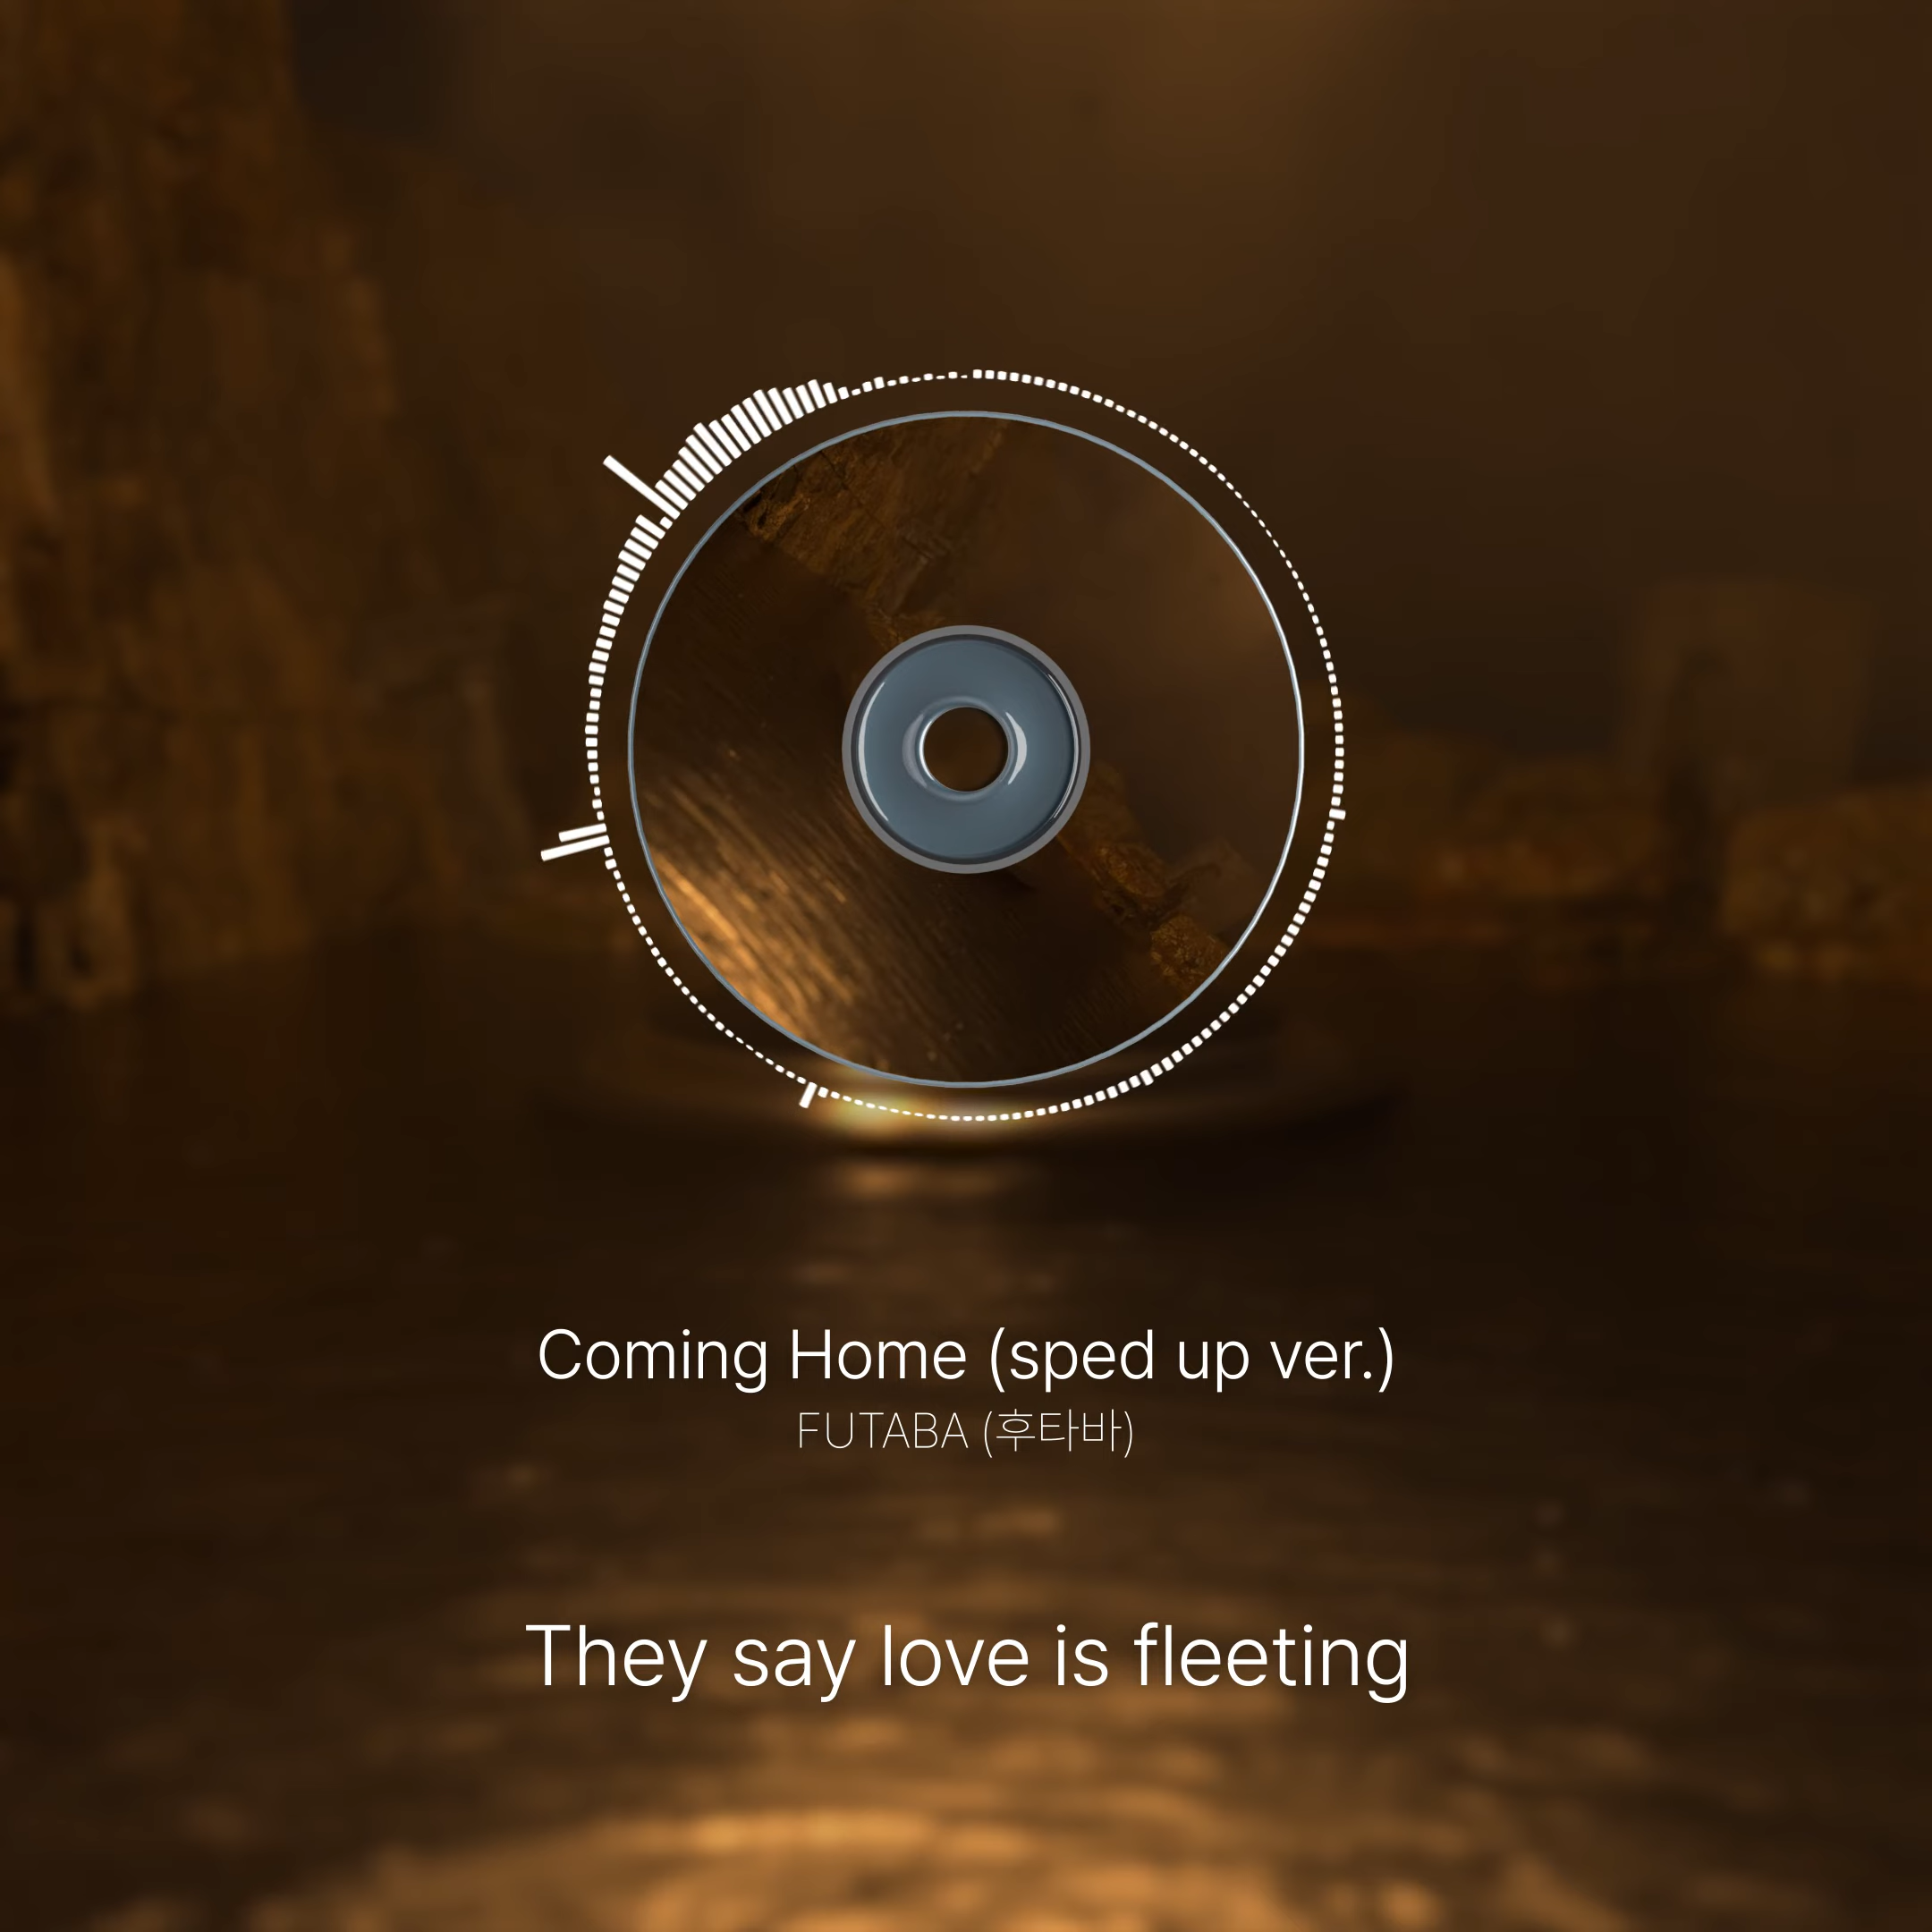 Coming Home (sped up ver.)
FUTABA (후타바)
They say love is fleeting